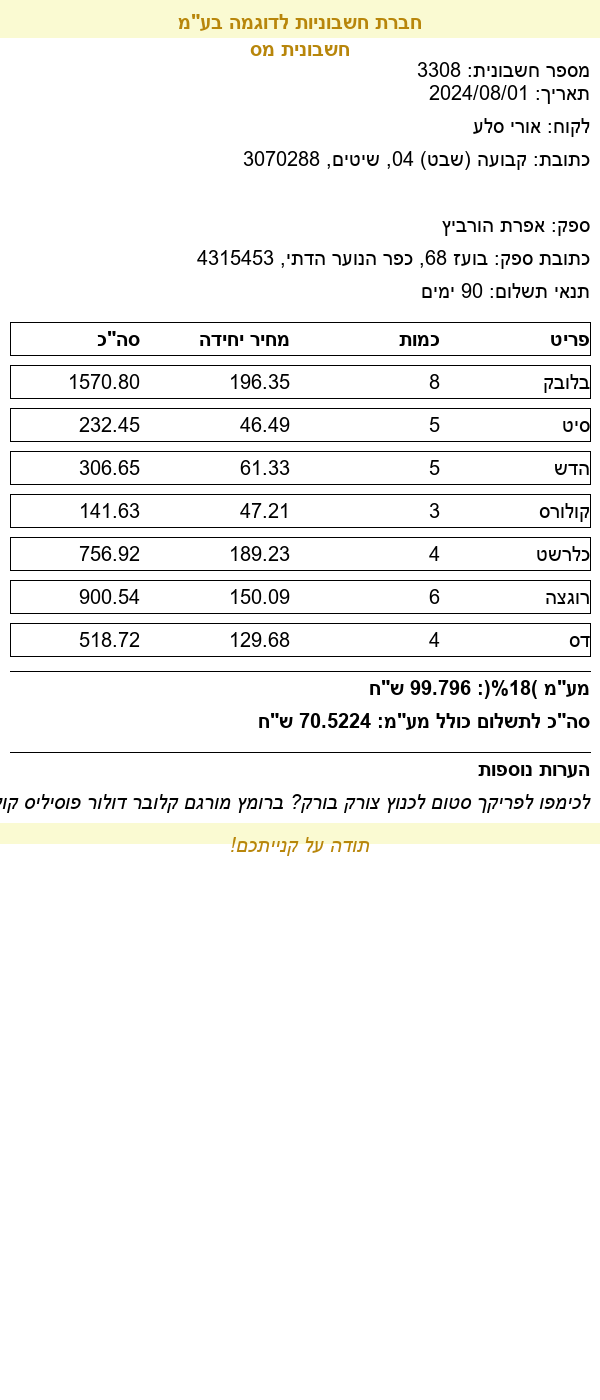 חברת חשבוניות לדוגמה בע"מ
חשבונית מס
מספר חשבונית: 3308
תאריך: 2024/08/01
לקוח: אורי סלע
כתובת: קבועה (שבט) 04, שיטים, 3070288
ספק: אפרת הורביץ
כתובת ספק: בועז 68, כפר הנוער הדתי, 4315453
תנאי תשלום: 90 ימים
פריט כמות מחיר יחידה סה"כ
בלובק 8 196.35 1570.80
סיט 5 46.49 232.45
הדש 5 61.33 306.65
קולורס 3 47.21 141.63
כלרשט 4 189.23 756.92
רוגצה 6 150.09 900.54
דס 4 129.68 518.72
מע"מ )18%(: 99.796 ש"ח
סה"כ לתשלום כולל מע"מ: 70.5224 ש"ח
הערות נוספות
לכימפו לפריקך סטום לכנוץ צורק בורק? ברומץ מורגם קלובר דולור פוסיליס
תודה על קנייתכם!